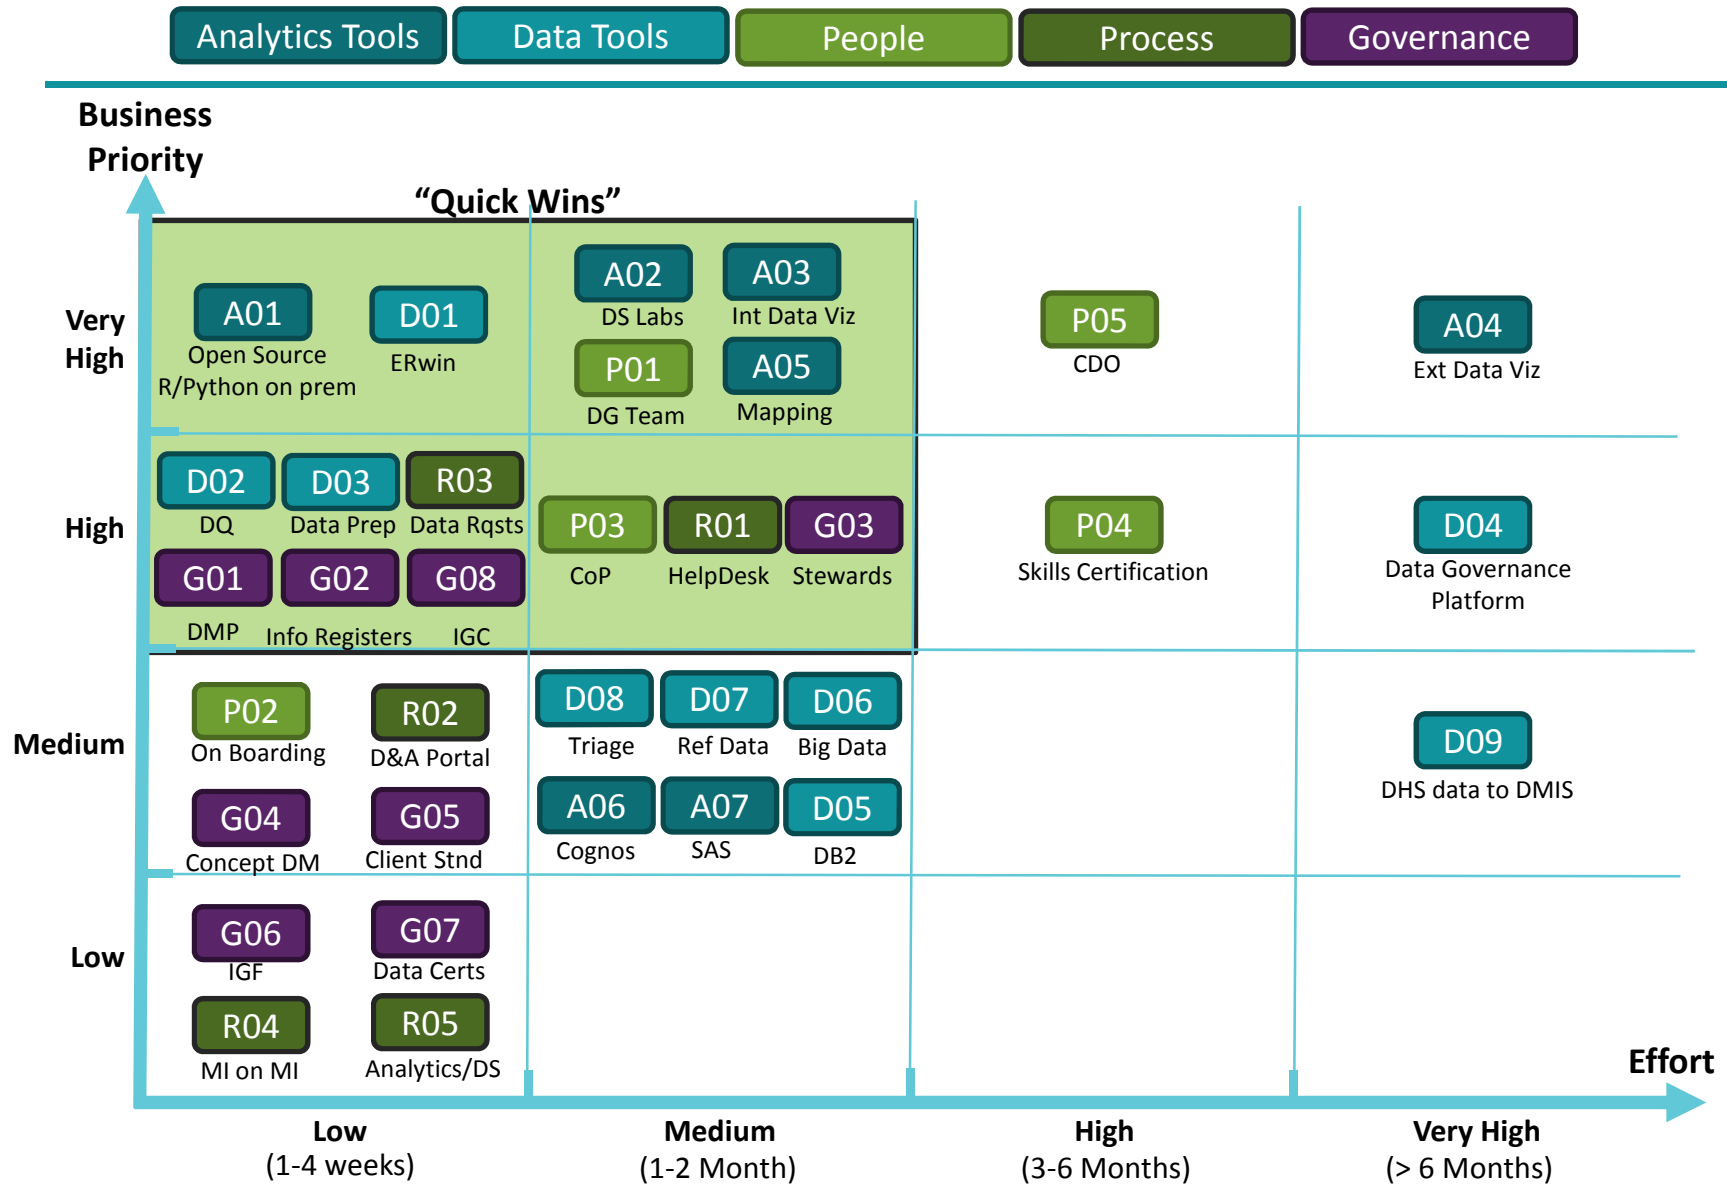 Analytics Tools
Data Tools
People
Process
Governance
Business
Priority
“Quick Wins”
Very
High
A01
Open Source
R/Python on prem
D01
ERwin
A02
DS Labs
A03
Int Data Viz
P01
DG Team
A05
Mapping
P05
CDO
A04
Ext Data Viz
High
D02
DQ
D03
Data Prep
R03
Data Rqsts
G01
DMP
G02
Info Registers
G08
IGC
P03
CoP
R01
HelpDesk
G03
Stewards
P04
Skills Certification
D04
Data Governance
Platform
Medium
P02
On Boarding
R02
D&A Portal
G04
Concept DM
G05
Client Stnd
D08
Triage
D07
Ref Data
D06
Big Data
A06
Cognos
A07
SAS
D05
DB2
D09
DHS data to DMIS
Low
G06
IGF
G07
Data Certs
R04
MI on MI
R05
Analytics/DS
Effort
Low
(1-4 weeks)
Medium
(1-2 Month)
High
(3-6 Months)
Very High
(> 6 Months)